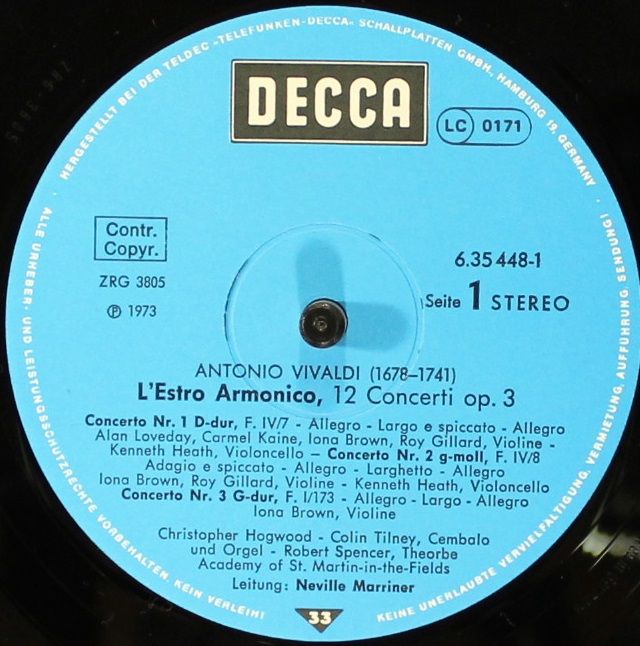 HERGESTELLT BEI DER TELDEC »TELEFUNKEN-DECCA« SCHALLPLATTEN GMBH, HAMBURG 19, GERMANY ·
DECCA
LC 0171
Contr.
Copyr.
ZRG 3805
℗ 1973
6.35 448-1
Seite 1 STEREO
ANTONIO VIVALDI (1678–1741)
L'Estro Armonico, 12 Concerti op. 3
Concerto Nr. 1 D-dur, F. IV/7 - Allegro - Largo e spiccato - Allegro
Alan Loveday, Carmel Kaine, Iona Brown, Roy Gillard, Violine -
Kenneth Heath, Violoncello – Concerto Nr. 2 g-moll, F. IV/8
Adagio e spiccato - Allegro - Larghetto - Allegro
Iona Brown, Roy Gillard, Violine - Kenneth Heath, Violoncello
Concerto Nr. 3 G-dur, F. I/173 - Allegro - Largo - Allegro
Iona Brown, Violine
Christopher Hogwood - Colin Tilney, Cembalo
und Orgel - Robert Spencer, Theorbe
Academy of St. Martin-in-the-Fields
Leitung: Neville Marriner
33
· ALLE URHEBER- UND LEISTUNGSSCHUTZRECHTE VORBEHALTEN. KEIN VERLEIH!
KEINE UNERLAUBTE VERVIELFÄLTIGUNG, VERMIETUNG, AUFFÜHRUNG, SENDUNG!